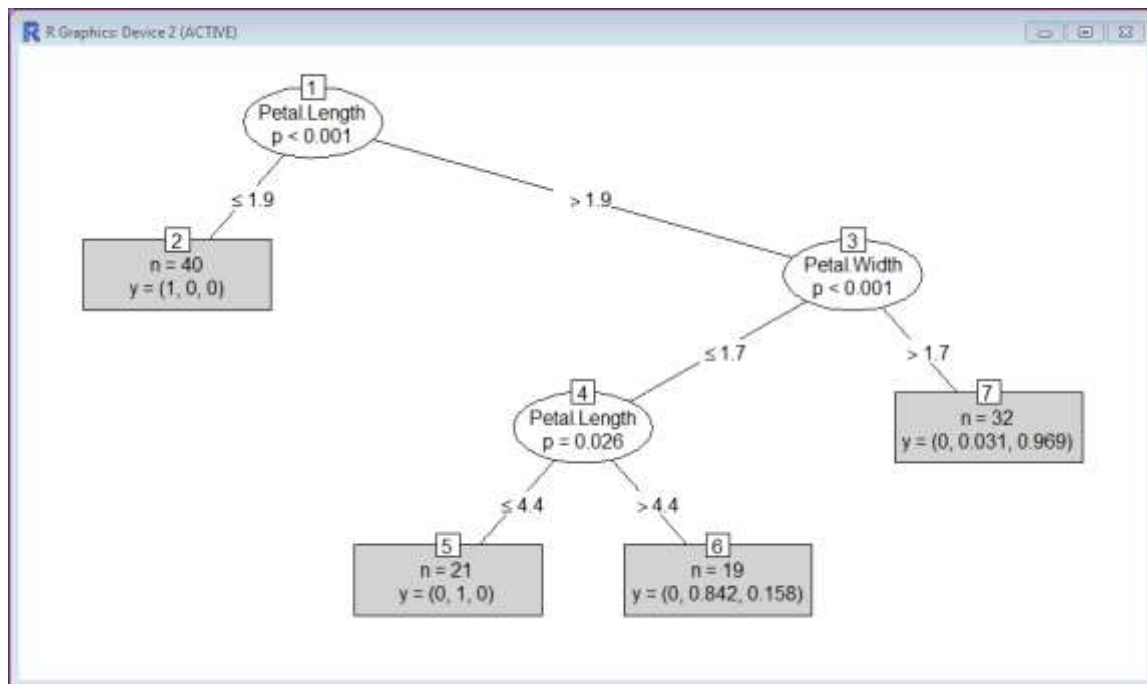 R Graphics: Device 2 (ACTIVE)
1
Petal.Length
p < 0.001
≤ 1.9
> 1.9
2
n = 40
y = (1, 0, 0)
3
Petal.Width
p < 0.001
≤ 1.7
> 1.7
4
Petal.Length
p = 0.026
7
n = 32
y = (0, 0.031, 0.969)
≤ 4.4
> 4.4
5
n = 21
y = (0, 1, 0)
6
n = 19
y = (0, 0.842, 0.158)